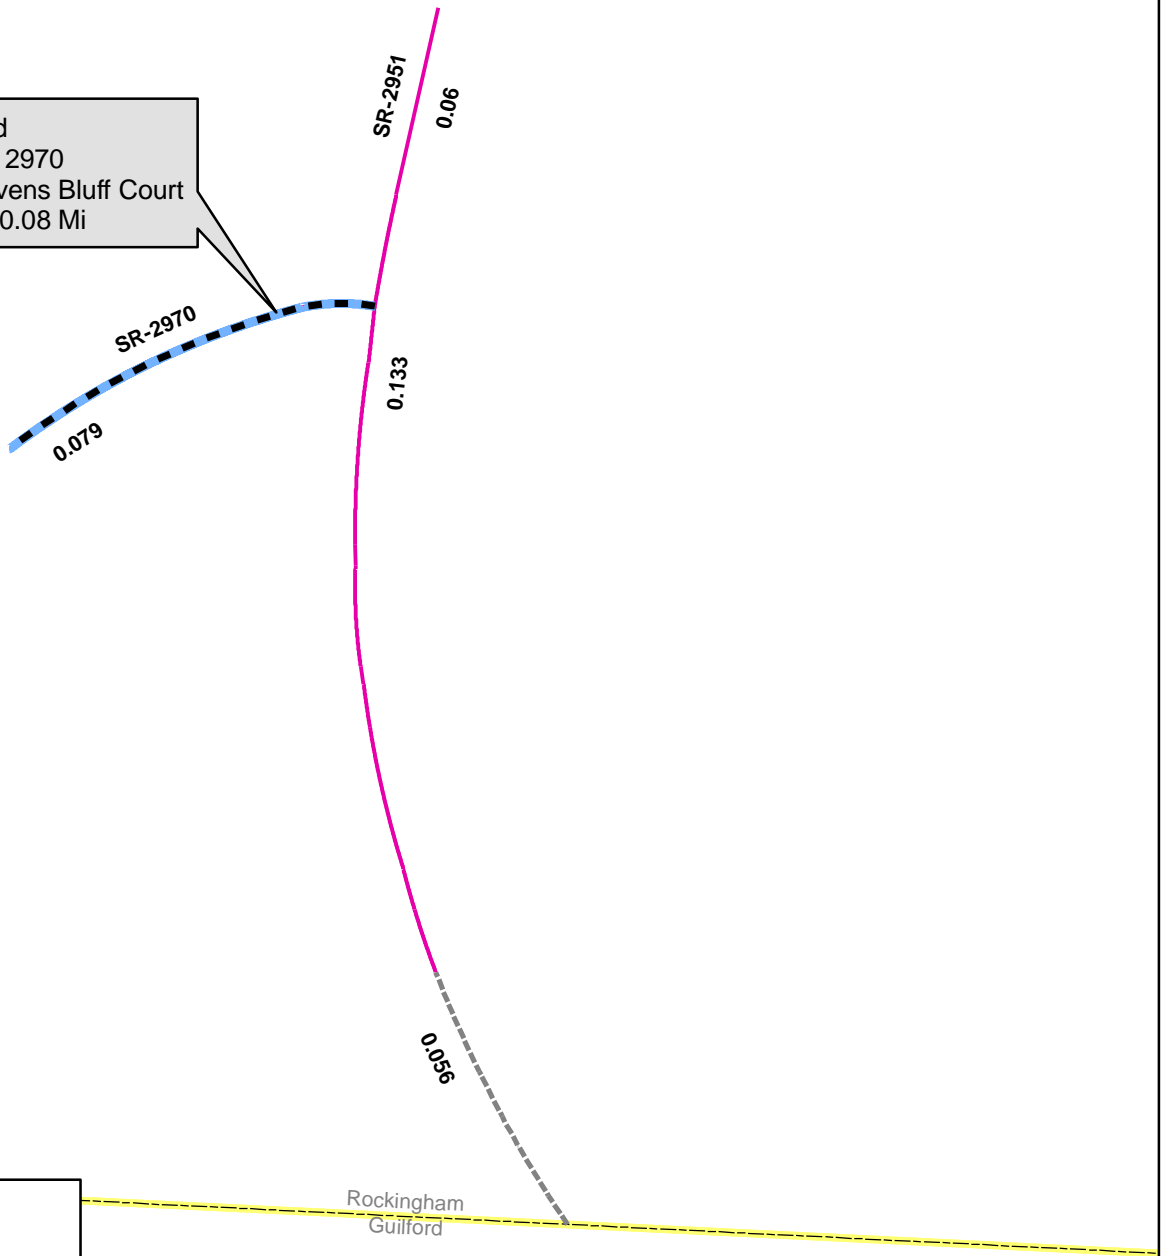 SR-2951
0.06
d
2970
vens Bluff Court
0.08 Mi
SR-2970
0.133
0.079
0.056
Rockingham
Guilford